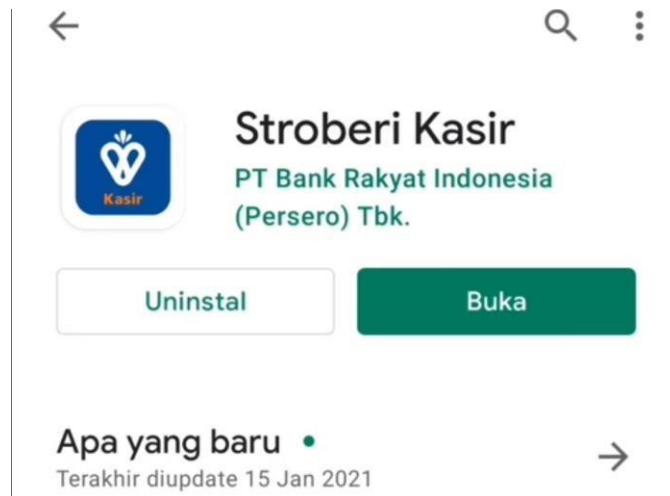 Stroberi Kasir
PT Bank Rakyat Indonesia
(Persero) Tbk.
Kasir
Uninstal
Buka
Apa yang baru
Terakhir diupdate 15 Jan 2021